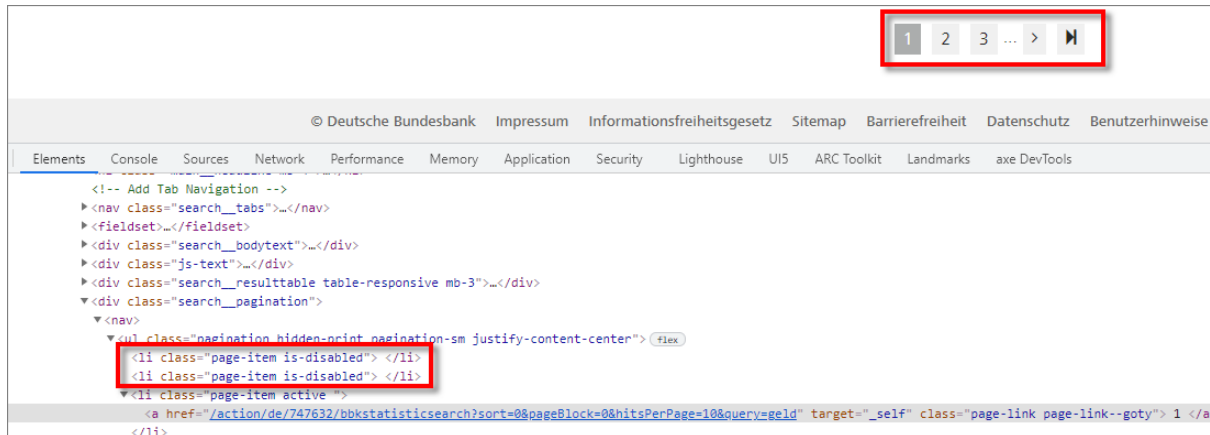 1 2 3 ... >
© Deutsche Bundesbank Impressum Informationsfreiheitsgesetz Sitemap Barrierefreiheit Datenschutz Benutzerhinweise
Elements Console Sources Network Performance Memory Application Security Lighthouse UI5 ARC Toolkit Landmarks axe DevTools
<!-- Add Tab Navigation -->
<nav class="search__tabs">…</nav>
<fieldset>…</fieldset>
<div class="search__bodytext">…</div>
<div class="js-text">…</div>
<div class="search__resulttable table-responsive mb-3">…</div>
<div class="search__pagination">
<nav>
<ul class="pagination hidden-print pagination-sm justify-content-center"> flex
<li class="page-item is-disabled"> </li>
<li class="page-item is-disabled"> </li>
<li class="page-item active ">
<a href="/action/de/747632/bbkstatisticsearch?sort=0&pageBlock=0&hitsPerPage=10&query=geld" target="_self" class="page-link page-link--goty"> 1 </a
</li>